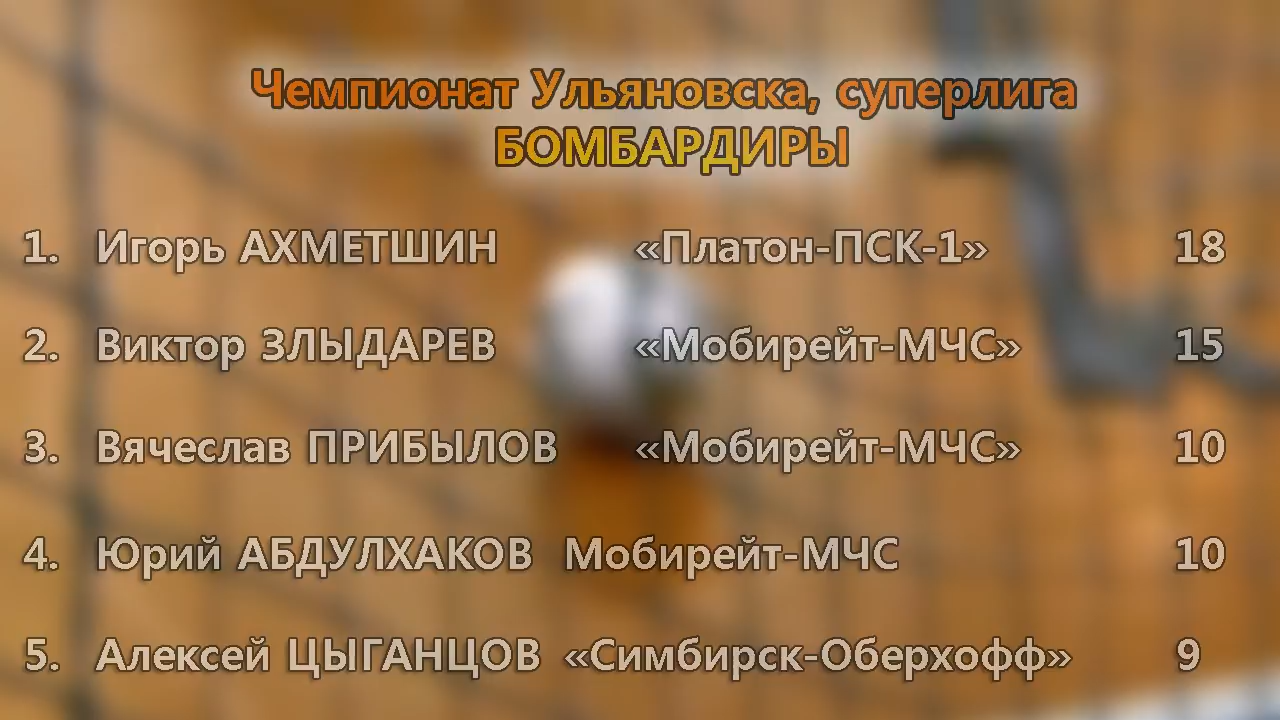 Чемпионат Ульяновска, суперлига
БОМБАРДИРЫ
1. Игорь АХМЕТШИН «Платон-ПСК-1» 18
2. Виктор ЗЛЫДАРЕВ «Мобирейт-МЧС» 15
3. Вячеслав ПРИБЫЛОВ «Мобирейт-МЧС» 10
4. Юрий АБДУЛХАКОВ Мобирейт-МЧС 10
5. Алексей ЦЫГАНЦОВ «Симбирск-Оберхофф» 9